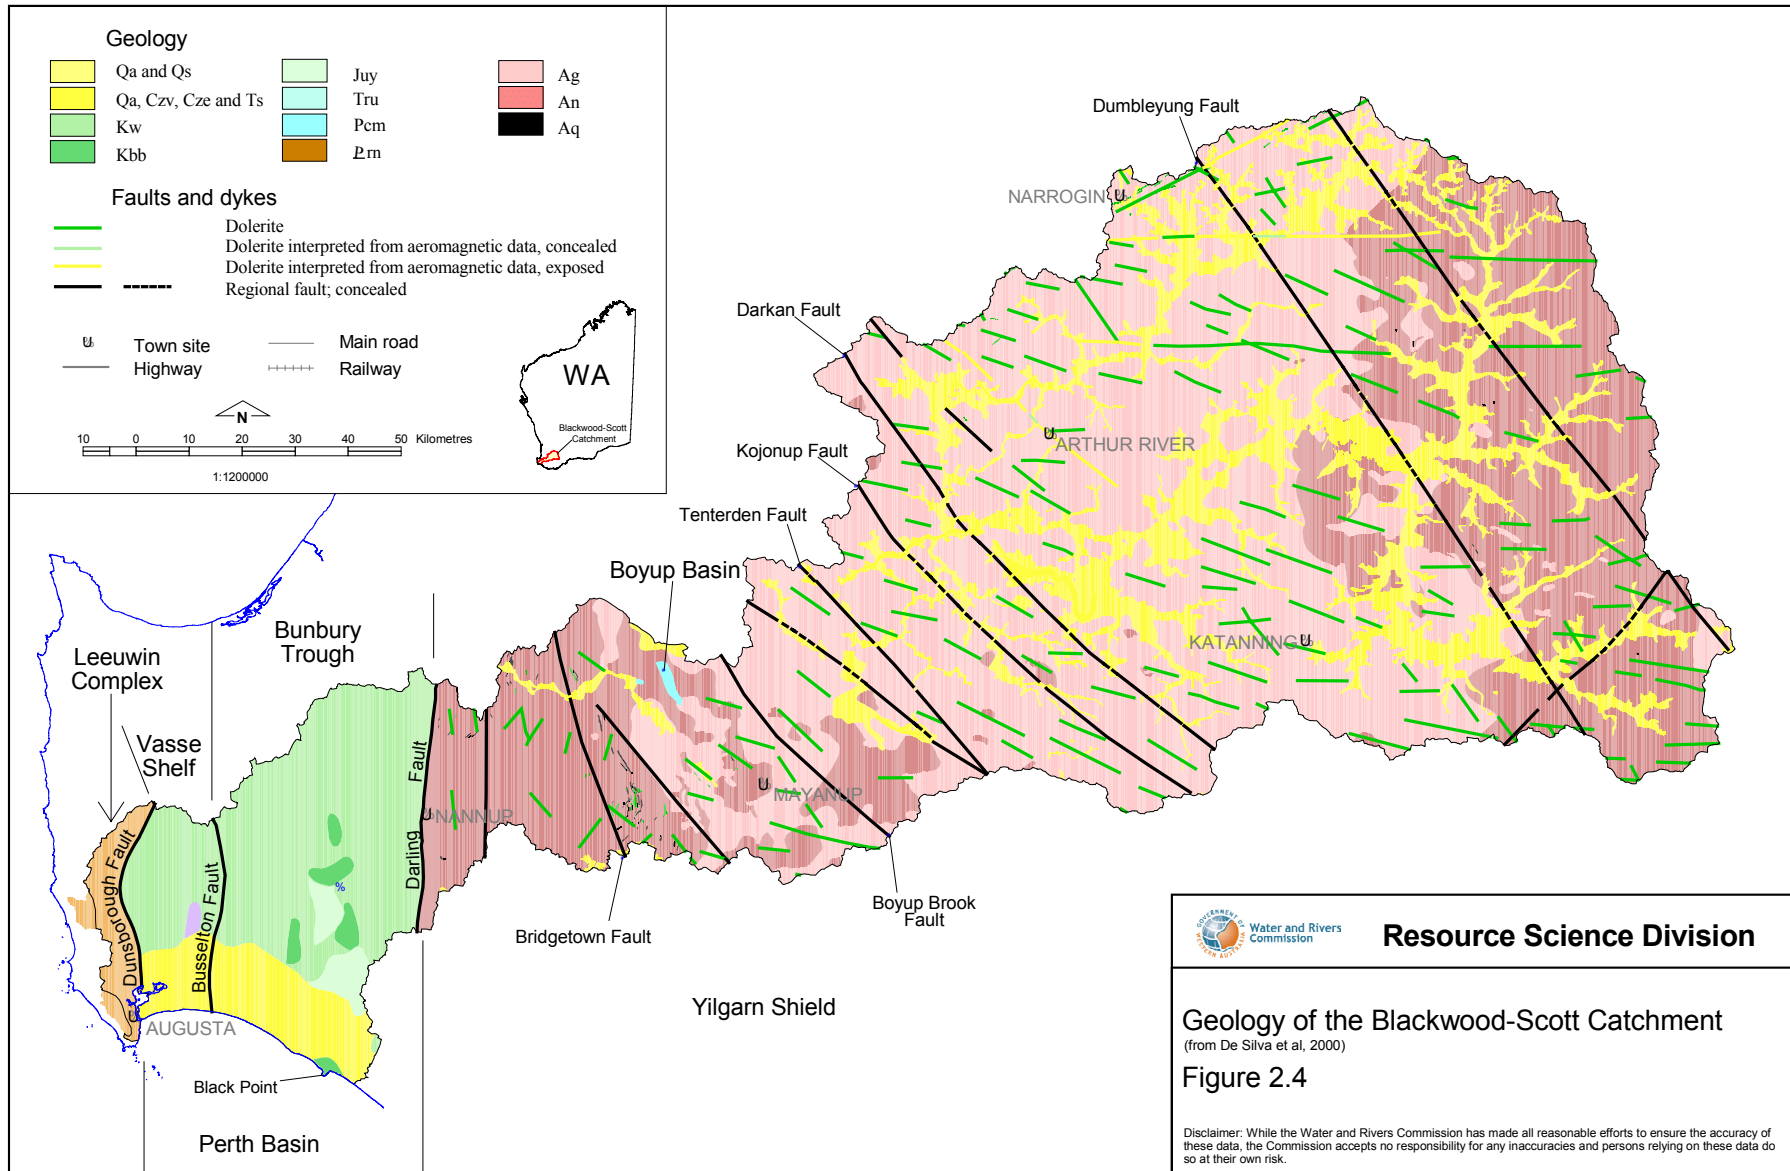 Geology
Qa and Qs
Qa, Czv, Cze and Ts
Kw
Kbb
Juy
Tru
Pcm
Prn
Ag
An
Aq
Faults and dykes
Dolerite
Dolerite interpreted from aeromagnetic data, concealed
Dolerite interpreted from aeromagnetic data, exposed
Regional fault; concealed
Town site
Highway
Main road
Railway
N
10 0 10 20 30 40 50 Kilometres
1:1200000
WA
Blackwood-Scott
Catchment
Dumbleyung Fault
NARROGIN
Darkan Fault
ARTHUR RIVER
Kojonup Fault
Tenterden Fault
Boyup Basin
KATANNING
Bunbury
Trough
Leeuwin
Complex
Vasse
Shelf
Darling Fault
NANNUP
MAYANUP
Dunsborough Fault
Busselton Fault
%
Bridgetown Fault
Boyup Brook
Fault
AUGUSTA
Yilgarn Shield
Black Point
Perth Basin
GOVERNMENT OF
WESTERN AUSTRALIA
Water and Rivers
Commission
Resource Science Division
Geology of the Blackwood-Scott Catchment
(from De Silva et al, 2000)
Figure 2.4
Disclaimer: While the Water and Rivers Commission has made all reasonable efforts to ensure the accuracy of
these data, the Commission accepts no responsibility for any inaccuracies and persons relying on these data do
so at their own risk.